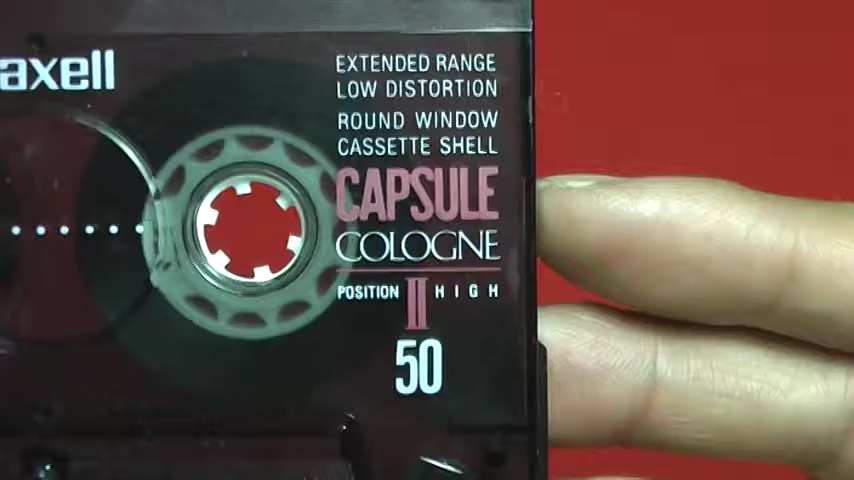 axell
EXTENDED RANGE
LOW DISTORTION
ROUND WINDOW
CASSETTE SHELL
CAPSULE
COLOGNE
POSITION II HIGH
50